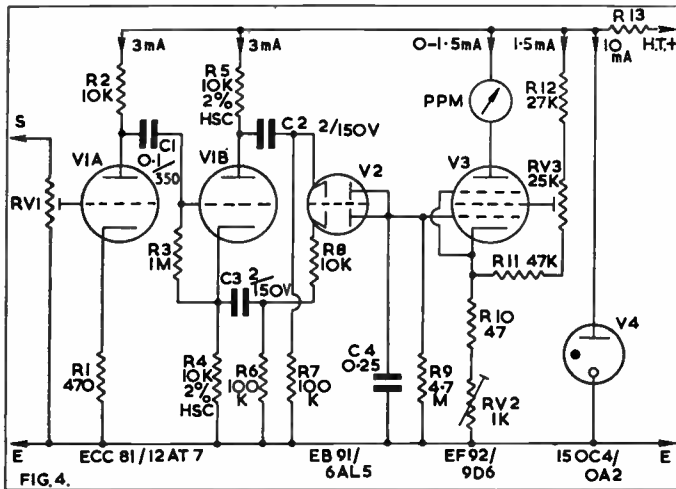 R13
3mA
3mA
0-1·5mA
1·5mA
10
mA
H.T.+
R2
10K
R5
10K
2%
HSC
PPM
R12
27K
S
C1
0·1/350
C2
2/150V
V1A
V1B
V2
V3
RV3
25K
RV1
R3
1M
R8
10K
R11 47K
C3
2/150V
V4
R1
470
R4
10K
2%
HSC
R6
100
K
R7
100
K
C4
0·25
R9
4·7
M
R10
47
RV2
1K
E
ECC 81/12AT7
EB 91/
6AL5
EF92/
9D6
150C4/
OA2
E
FIG.4.